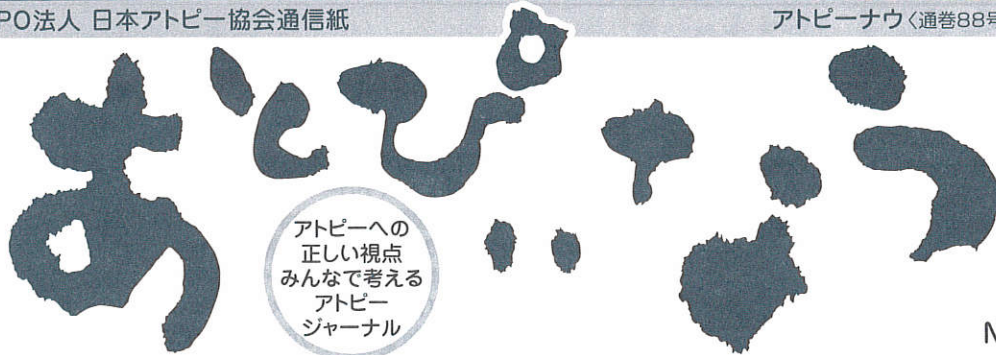 PO法人 日本アトピー協会通信紙
アトピーナウ〈通巻88号
あとぴぃなう
アトピーへの
正しい視点
みんなで考える
アトピー
ジャーナル
N